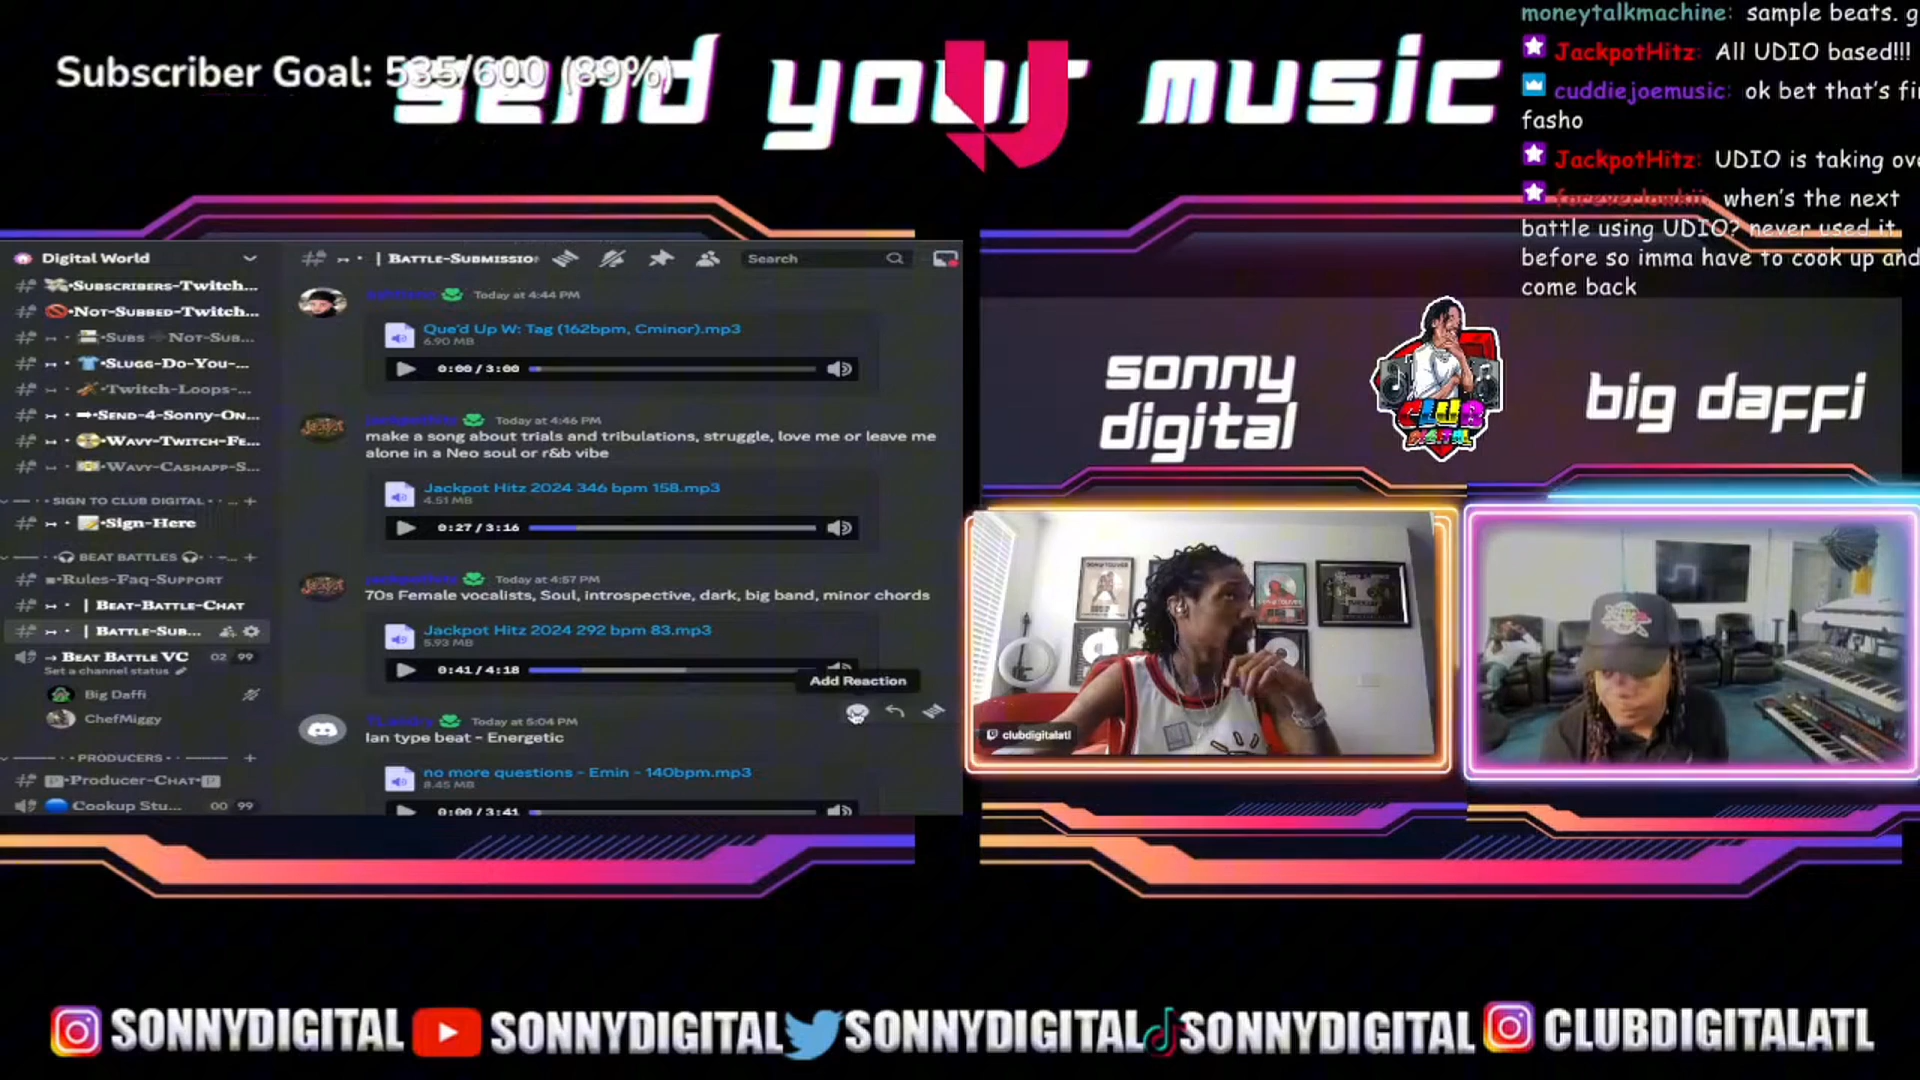 Subscriber Goal: 535/600 (89%)
send your music
moneytalkmachine: sample beats. g
JackpotHitz: All UDIO based!!!
cuddiejoemusic: ok bet that's fi
fasho
JackpotHitz: UDIO is taking ov
foreverlowkii: when's the next
battle using UDIO? never used it
before so imma have to cook up and
come back
Digital World
Subscribers-Twitch...
Not-Subbed-Twitch...
Subs Not-Sub...
Slugg-Do-You-...
Twitch-Loops-...
Send-4-Sonny-On...
Wavy-Twitch-Fe...
Wavy-Cashapp-S...
SIGN TO CLUB DIGITAL
Sign-Here
BEAT BATTLES
Rules-Faq-Support
Beat-Battle-Chat
Battle-Sub...
Beat Battle VC 02 99
Set a channel status
Big Daffi
ChefMiggy
PRODUCERS
Producer-Chat
Cookup Stu... 00 99
Battle-Submissio
Search
Today at 4:44 PM
Que'd Up W: Tag (162bpm, Cminor).mp3
6.90 MB
0:00 / 3:00
Today at 4:46 PM
make a song about trials and tribulations, struggle, love me or leave me
alone in a Neo soul or r&b vibe
Jackpot Hitz 2024 346 bpm 158.mp3
4.51 MB
0:27 / 3:16
Today at 4:57 PM
70s Female vocalists, Soul, introspective, dark, big band, minor chords
Jackpot Hitz 2024 292 bpm 83.mp3
5.93 MB
0:41 / 4:18
Add Reaction
Today at 5:04 PM
Ian type beat - Energetic
no more questions - Emin - 140bpm.mp3
8.45 MB
0:00 / 3:41
sonny
digital
CLUB
DIGITAL
big daffi
clubdigitalatl
SONNYDIGITAL
SONNYDIGITAL
SONNYDIGITAL
SONNYDIGITAL
CLUBDIGITALATL